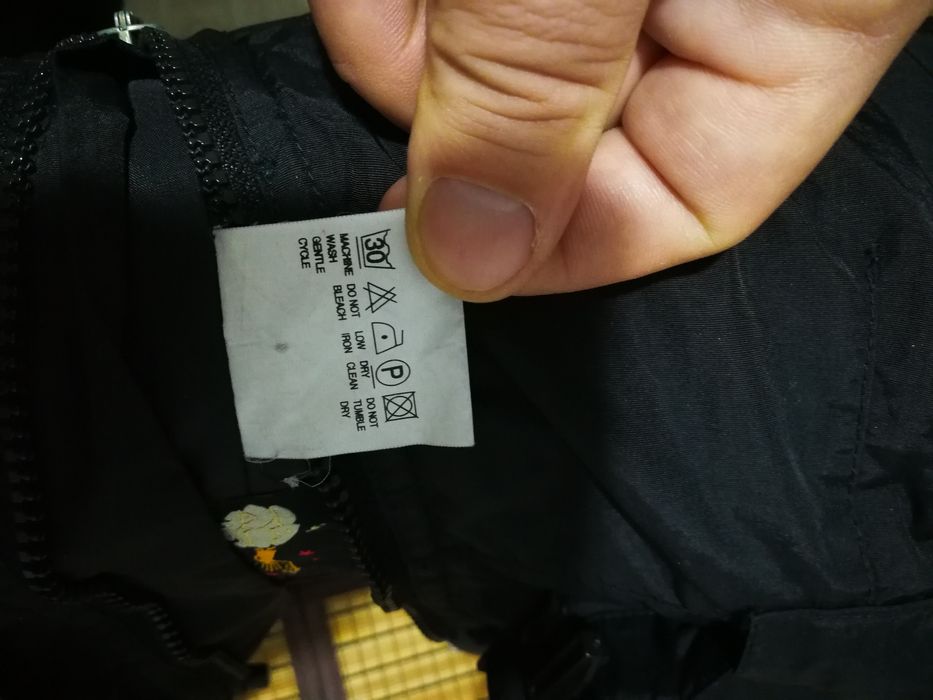 30
MACHINE
WASH
GENTLE
CYCLE
DO NOT
BLEACH
LOW
IRON
P
DRY
CLEAN
DO NOT
TUMBLE
DRY